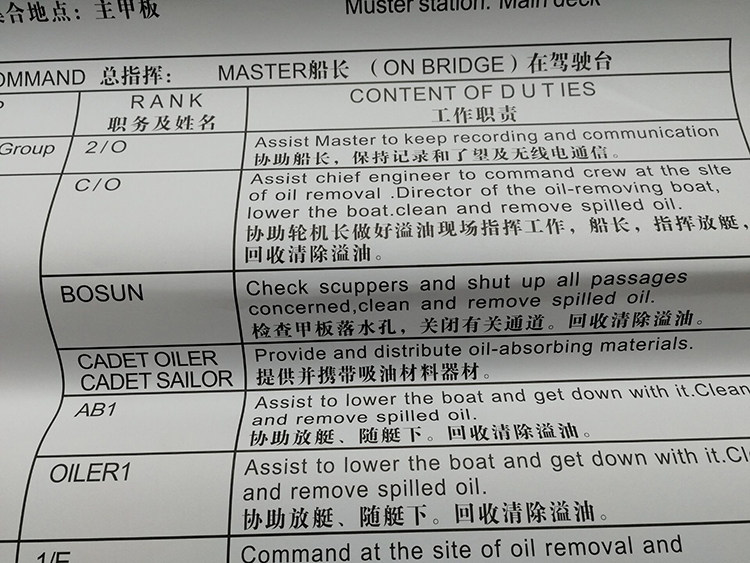 合地点：主甲板
Muster station: Main deck
OMMAND 总指挥： MASTER船长 （ON BRIDGE）在驾驶台
RANK
职务及姓名
CONTENT OF DUTIES
工作职责
Group
2/O
Assist Master to keep recording and communication
协助船长，保持记录和了望及无线电通信。
C/O
Assist chief engineer to command crew at the site
of oil removal .Director of the oil-removing boat,
lower the boat.clean and remove spilled oil.
协助轮机长做好溢油现场指挥工作，船长，指挥放艇，
回收清除溢油。
BOSUN
Check scuppers and shut up all passages
concerned,clean and remove spilled oil.
检查甲板落水孔，关闭有关通道。回收清除溢油。
CADET OILER
CADET SAILOR
Provide and distribute oil-absorbing materials.
提供并携带吸油材料器材。
AB1
Assist to lower the boat and get down with it.Clean
and remove spilled oil.
协助放艇、随艇下。回收清除溢油。
OILER1
Assist to lower the boat and get down with it.Cl
and remove spilled oil.
协助放艇、随艇下。回收清除溢油。
1/E
Command at the site of oil removal and